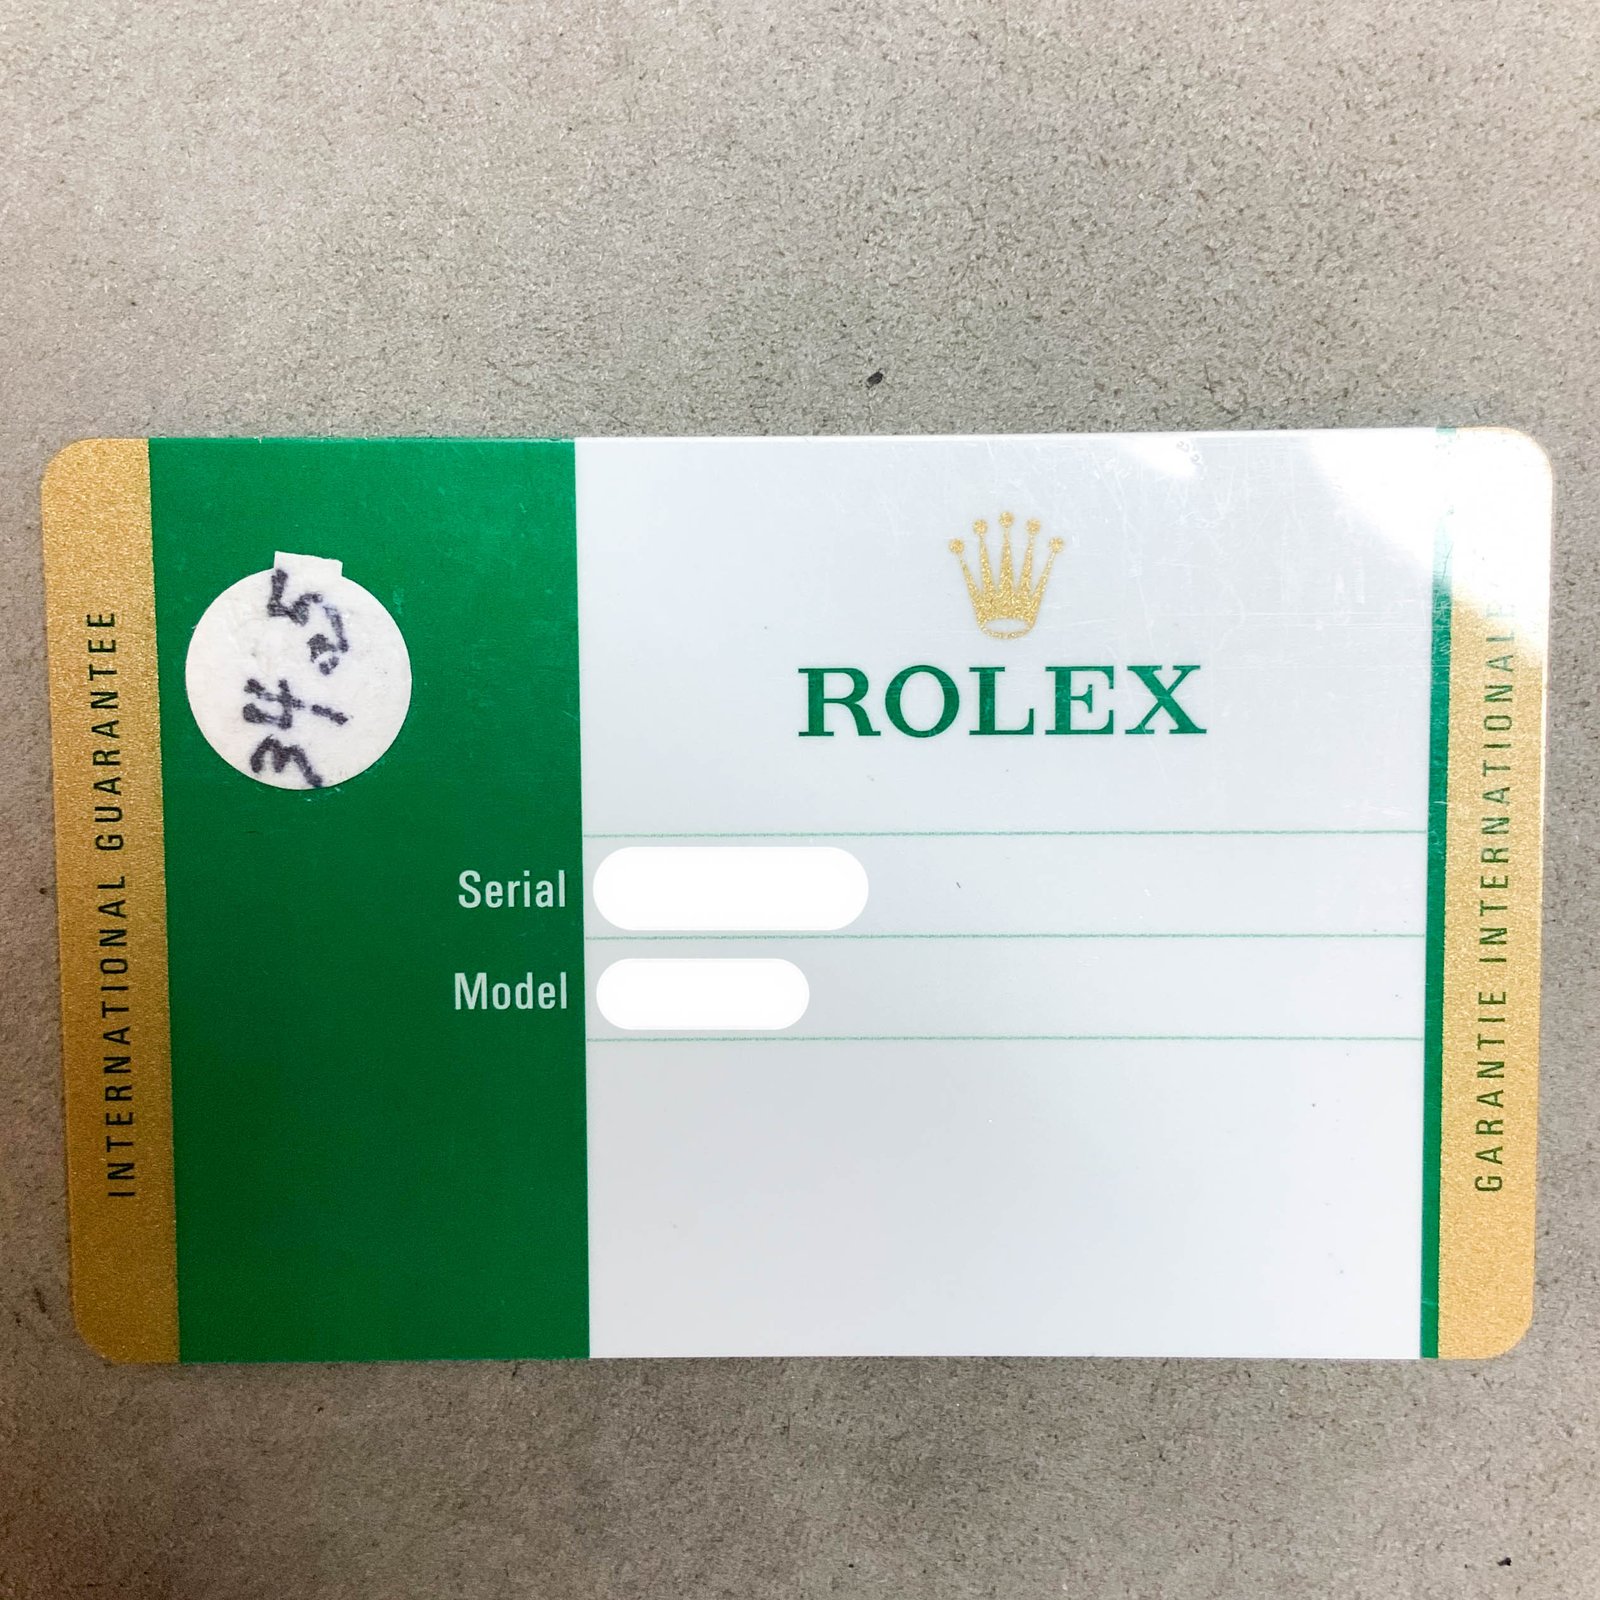 INTERNATIONAL GUARANTEE
ROLEX
Serial
Model
GARANTIE INTERNATIONALE